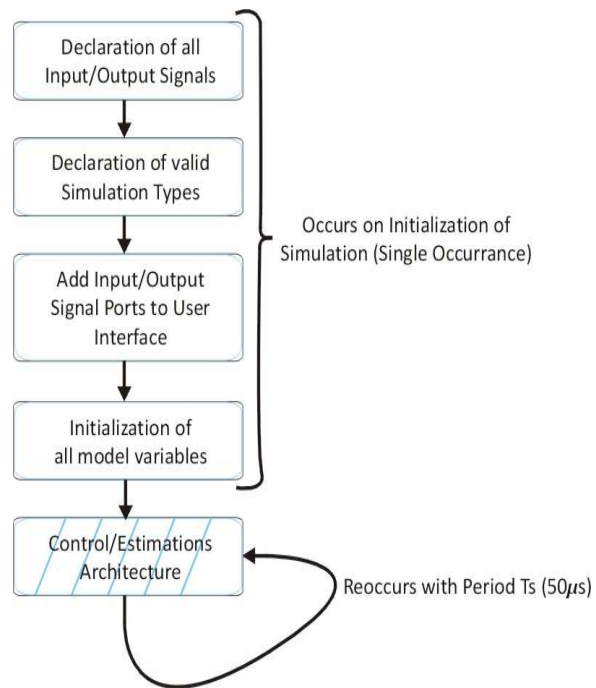 Declaration of all
Input/Output Signals
Declaration of valid
Simulation Types
Add Input/Output
Signal Ports to User
Interface
Initialization of
all model variables
Occurs on Initialization of
Simulation (Single Occurrance)
Control/Estimations
Architecture
Reoccurs with Period Ts (50μs)